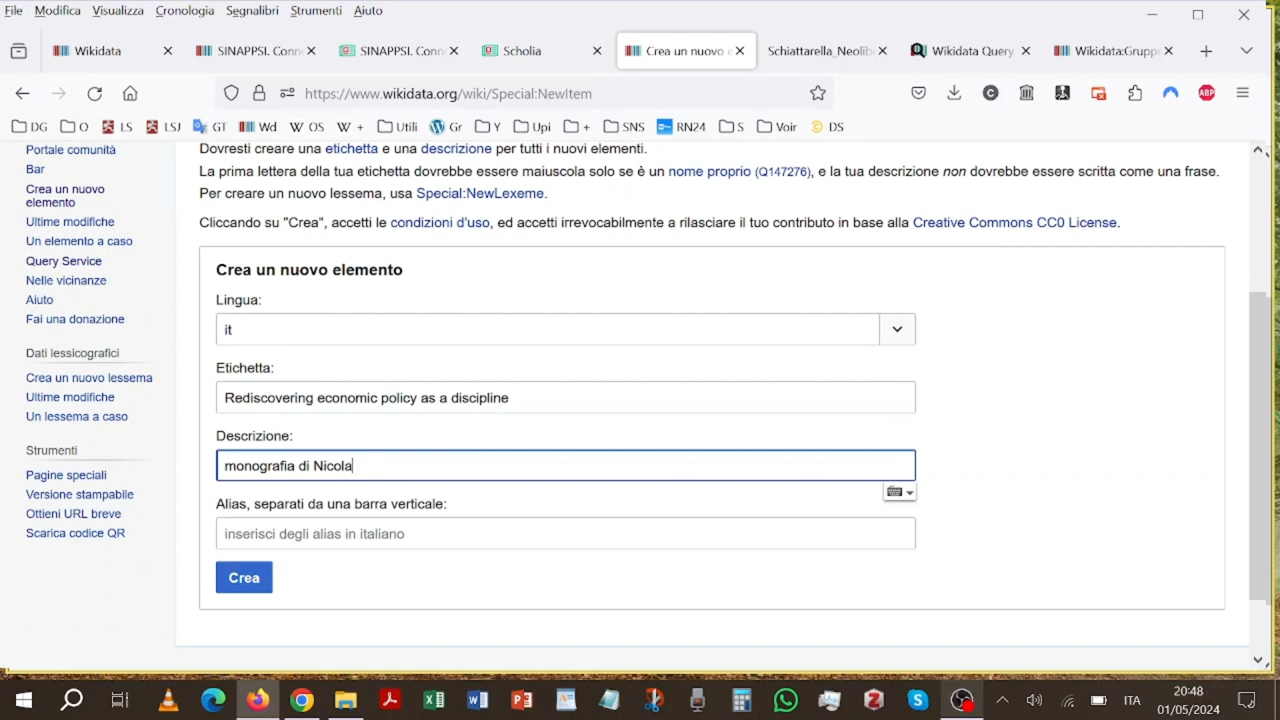 File Modifica Visualizza Cronologia Segnalibri Strumenti Aiuto
Wikidata SINAPPSI. Conn SINAPPSI. Conn Scholia Crea un nuovo e Schiattarella_Neolib Wikidata Query Wikidata:Grupp
https://www.wikidata.org/wiki/Special:NewItem
DG O LS LSJ GT Wd OS + Utili Gr Y Upi + SNS RN24 S Voir DS
Portale comunità
Bar
Crea un nuovo
elemento
Ultime modifiche
Un elemento a caso
Query Service
Nelle vicinanze
Aiuto
Fai una donazione
Dati lessicografici
Crea un nuovo lessema
Ultime modifiche
Un lessema a caso
Strumenti
Pagine speciali
Versione stampabile
Ottieni URL breve
Scarica codice QR
Dovresti creare una etichetta e una descrizione per tutti i nuovi elementi.
La prima lettera della tua etichetta dovrebbe essere maiuscola solo se è un nome proprio (Q147276), e la tua descrizione non dovrebbe essere scritta come una frase.
Per creare un nuovo lessema, usa Special:NewLexeme.
Cliccando su "Crea", accetti le condizioni d'uso, ed accetti irrevocabilmente a rilasciare il tuo contributo in base alla Creative Commons CC0 License.
Crea un nuovo elemento
Lingua:
it
Etichetta:
Rediscovering economic policy as a discipline
Descrizione:
monografia di Nicola
Alias, separati da una barra verticale:
inserisci degli alias in italiano
Crea
ITA
20:48
01/05/2024